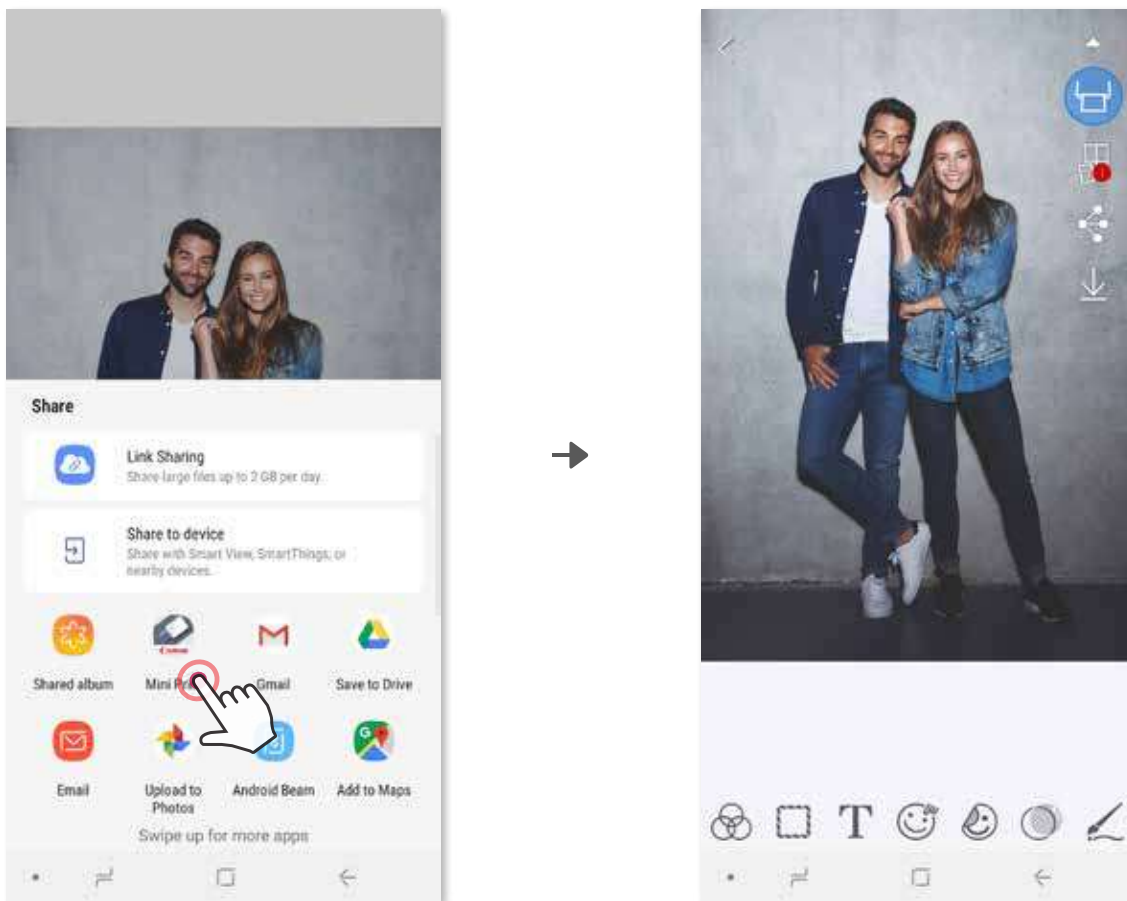 Share
Link Sharing
Share large files up to 2 GB per day.
Share to device
Share with Smart View, SmartThings, or
nearby devices.
Canon
Shared album
Mini
Gmail
Save to Drive
G
Email
Upload to
Photos
Android Beam
Add to Maps
Swipe up for more apps
T